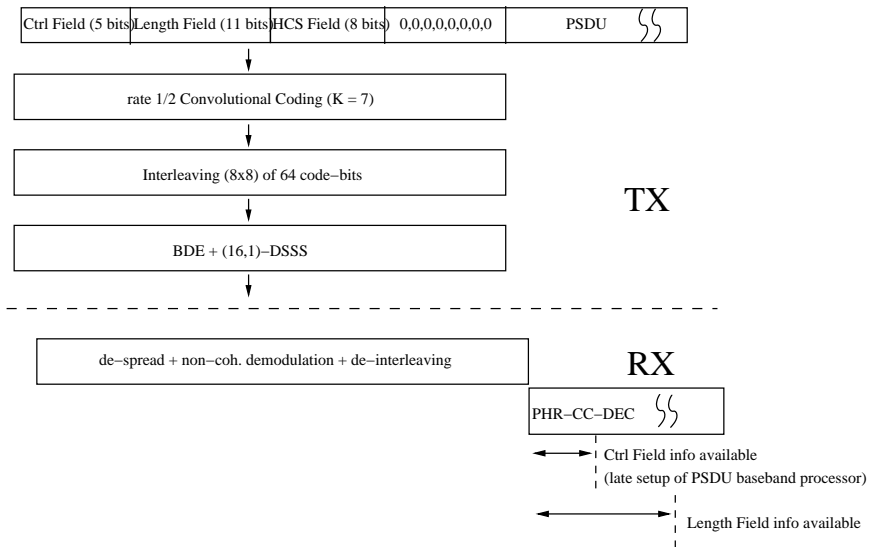 Ctrl Field (5 bits) Length Field (11 bits) HCS Field (8 bits) 0,0,0,0,0,0,0,0 PSDU
rate 1/2 Convolutional Coding (K = 7)
Interleaving (8x8) of 64 code−bits
TX
BDE + (16,1)−DSSS
de−spread + non−coh. demodulation + de−interleaving
RX
PHR−CC−DEC
Ctrl Field info available
(late setup of PSDU baseband processor)
Length Field info available